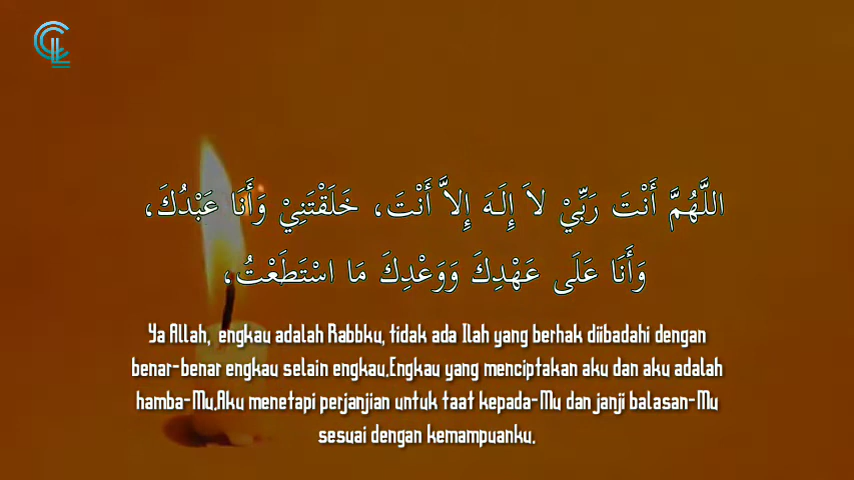 اللَّهُمَّ أَنْتَ رَبِّيْ لاَ إِلَـهَ إِلاَّ أَنْتَ، خَلَقْتَنِيْ وَأَنَا عَبْدُكَ،
وَأَنَا عَلَى عَهْدِكَ وَوَعْدِكَ مَا اسْتَطَعْتُ،
Ya Allah, engkau adalah Rabbku, tidak ada Ilah yang berhak diibadahi dengan
benar-benar engkau selain engkau.Engkau yang menciptakan aku dan aku adalah
hamba-Mu.Aku menetapi perjanjian untuk taat kepada-Mu dan janji balasan-Mu
sesuai dengan kemampuanku.